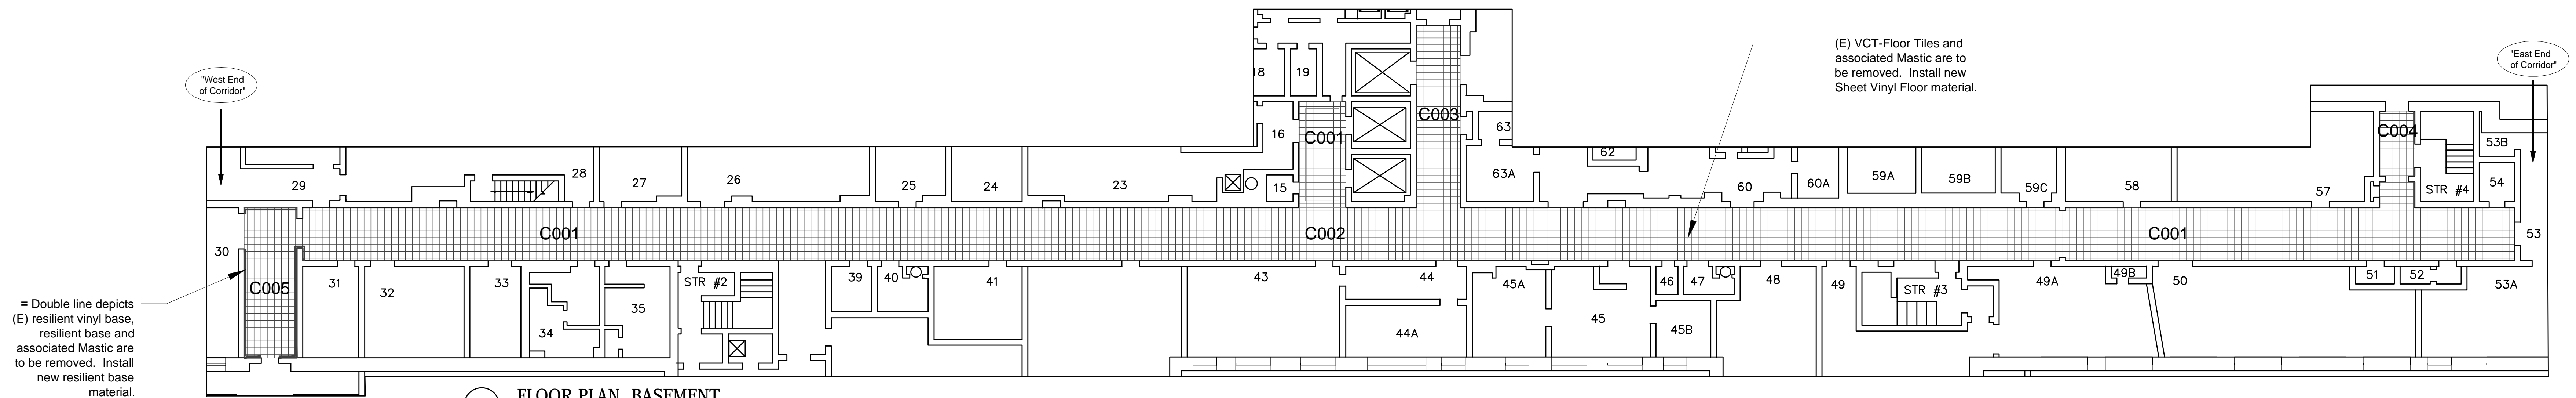 "West End
of Corridor"
(E) VCT-Floor Tiles and
associated Mastic are to
be removed.  Install new
Sheet Vinyl Floor material.
"East End
of Corridor"
18
19
C003
16
C001
63
62
C004
53B
29
28
27
26
25
24
23
15
63A
60
60A
59A
59B
59C
58
57
STR #4
54
30
C001
C002
C001
53
= Double line depicts
(E) resilient vinyl base,
resilient base and
associated Mastic are
to be removed.  Install
new resilient base
material.
C005
31
32
33
34
35
STR #2
39
40
41
43
44
44A
45A
45
45B
46
47
48
49
STR #3
49A
49B
50
51
52
53A
FLOOR PLAN  BASEMENT